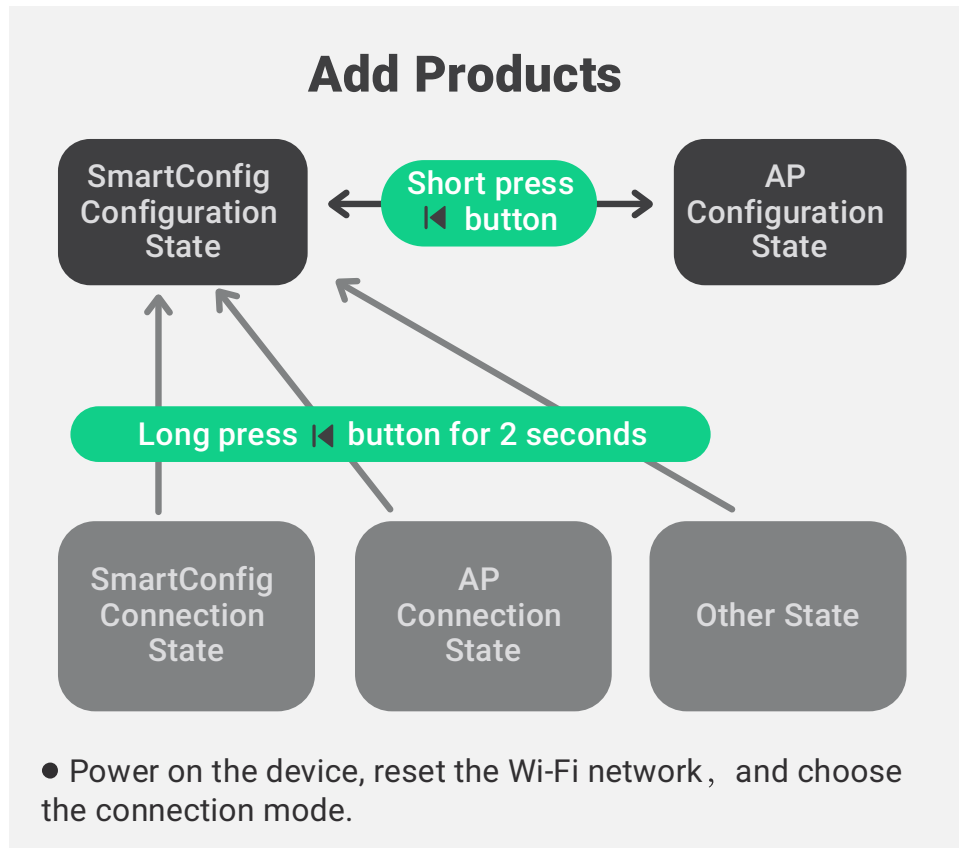 Add Products
SmartConfig
Configuration
State
Short press
button
AP
Configuration
State
Long press button for 2 seconds
SmartConfig
Connection
State
AP
Connection
State
Other State
● Power on the device, reset the Wi-Fi network，and choose
the connection mode.